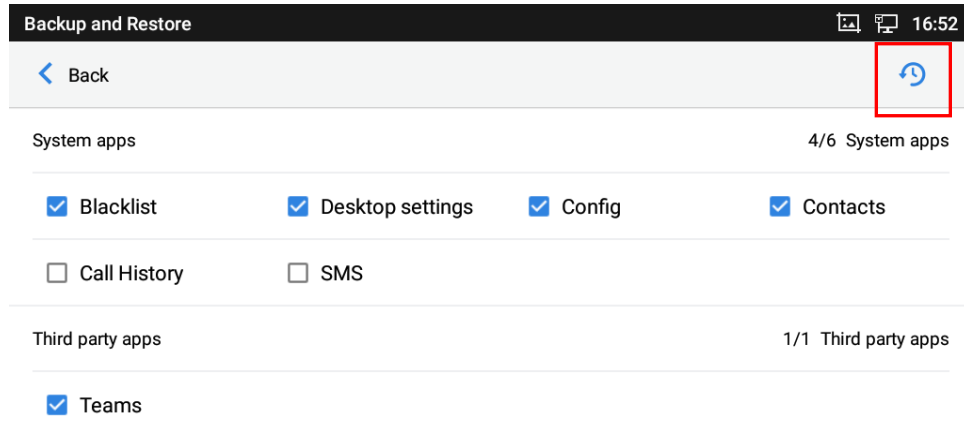 Backup and Restore 16:52
Back
System apps 4/6 System apps
Blacklist Desktop settings Config Contacts
Call History SMS
Third party apps 1/1 Third party apps
Teams